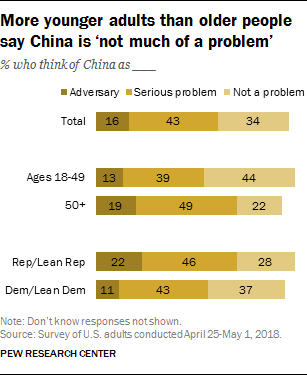 More younger adults than older people
say China is ‘not much of a problem’
% who think of China as ____
Adversary Serious problem Not a problem
Total 16 43 34
Ages 18-49 13 39 44
50+ 19 49 22
Rep/Lean Rep 22 46 28
Dem/Lean Dem 11 43 37
Note: Don’t know responses not shown.
Source: Survey of U.S. adults conducted April 25-May 1, 2018.
PEW RESEARCH CENTER